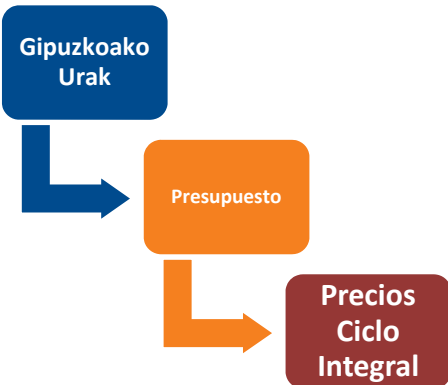 Gipuzkoako
Urak
Presupuesto
Precios
Ciclo
Integral